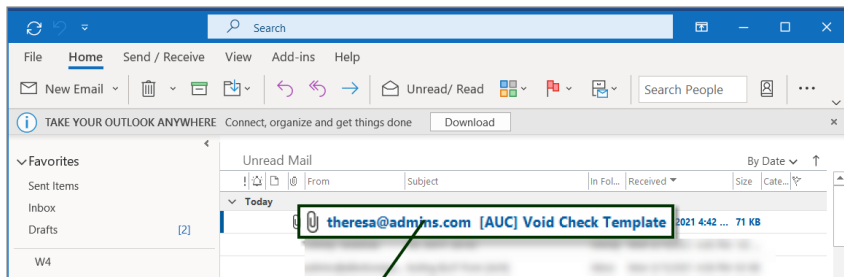 Search
File Home Send / Receive View Add-ins Help
New Email Unread/ Read Search People ...
TAKE YOUR OUTLOOK ANYWHERE Connect, organize and get things done Download
Favorites Unread Mail By Date
! From Subject In Fol... Received Size Cate...
Sent Items
Today
Inbox theresa@admins.com [AUC] Void Check Template 2021 4:42 ... 71 KB
Drafts [2]
W4